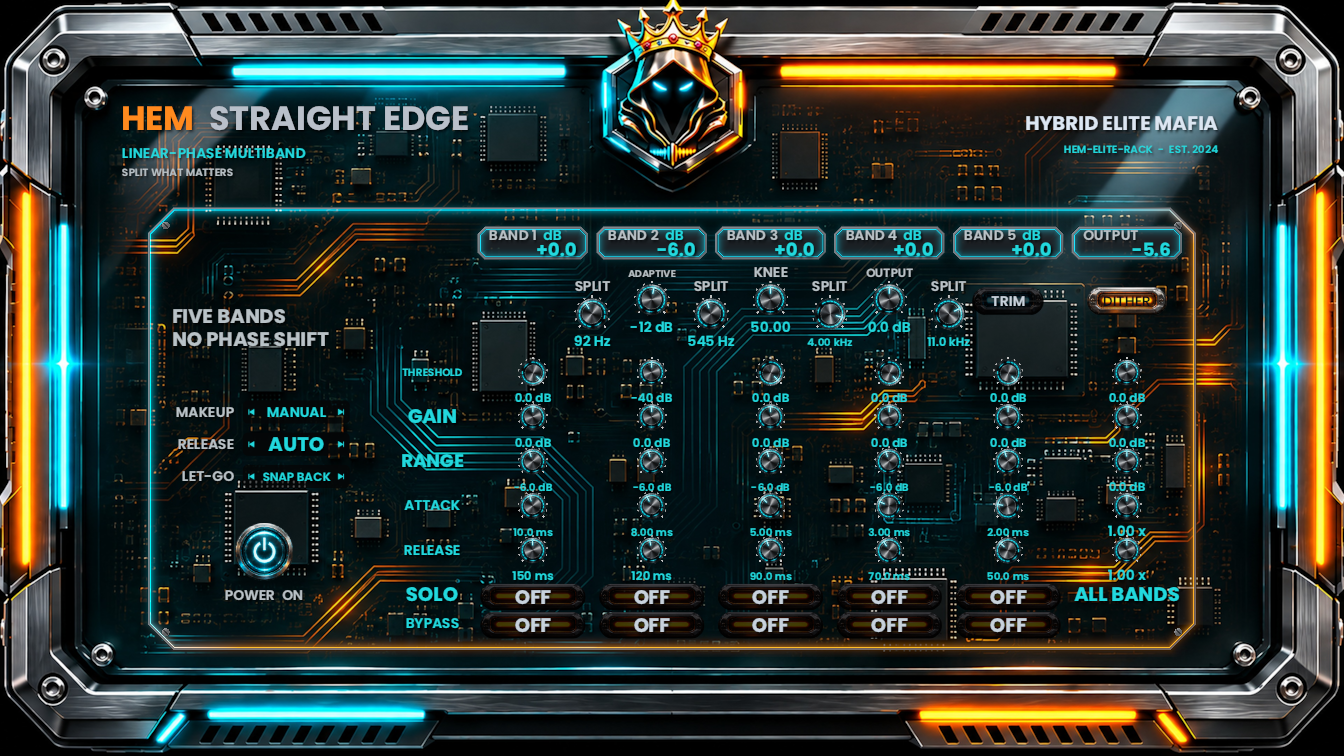 HEM STRAIGHT EDGE
LINEAR-PHASE MULTIBAND
SPLIT WHAT MATTERS
HYBRID ELITE MAFIA
HEM-ELITE-RACK - EST. 2024
BAND 1 dB +0.0
BAND 2 dB -6.0
BAND 3 dB +0.0
BAND 4 dB +0.0
BAND 5 dB +0.0
OUTPUT -5.6
SPLIT ADAPTIVE SPLIT KNEE SPLIT OUTPUT SPLIT TRIM DITHER
92 Hz -12 dB 545 Hz 50.00 4.00 kHz 0.0 dB 11.0 kHz
FIVE BANDS
NO PHASE SHIFT
MAKEUP MANUAL
RELEASE AUTO
LET-GO SNAP BACK
POWER ON
THRESHOLD
0.0 dB -40 dB 0.0 dB 0.0 dB 0.0 dB 0.0 dB
GAIN
0.0 dB 0.0 dB 0.0 dB 0.0 dB 0.0 dB 0.0 dB
RANGE
-6.0 dB -6.0 dB -6.0 dB -6.0 dB -6.0 dB 0.0 dB
ATTACK
10.0 ms 8.00 ms 5.00 ms 3.00 ms 2.00 ms 1.00 x
RELEASE
150 ms 120 ms 90.0 ms 70.0 ms 50.0 ms 1.00 x
SOLO OFF OFF OFF OFF OFF ALL BANDS
BYPASS OFF OFF OFF OFF OFF